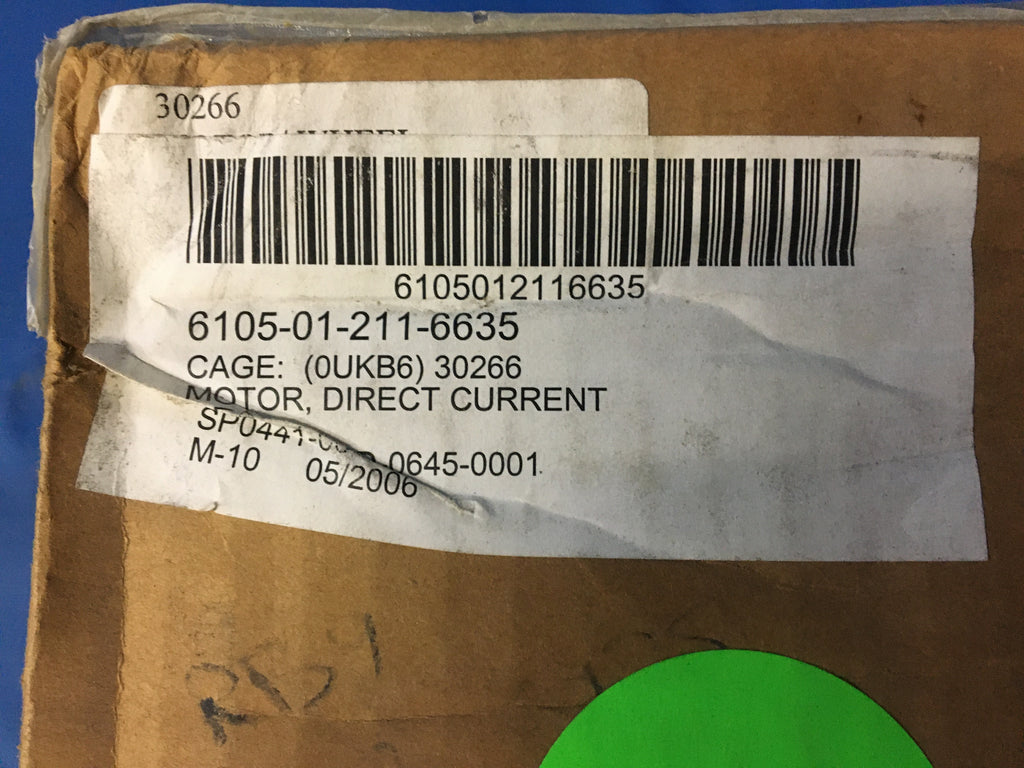 30266
6105012116635
6105-01-211-6635
CAGE: (0UKB6) 30266
MOTOR, DIRECT CURRENT
0645-0001
M-10 05/2006